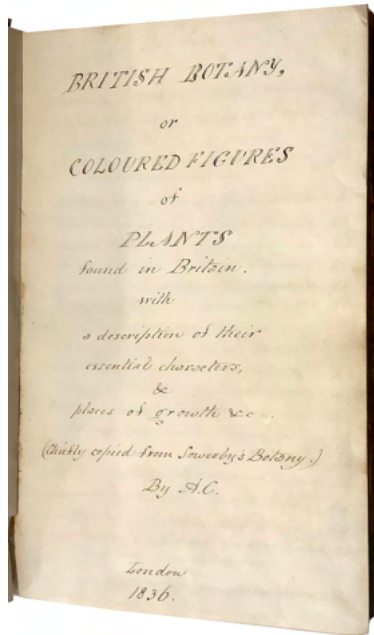 BRITISH BOTANY,
or
COLOURED FIGURES
of
PLANTS
found in Britain.
with
a description of their
essential characters,
&
places of growth &c -.
(Chiefly copied from Sowerby's Botany.)
By A.C.
London
1836.